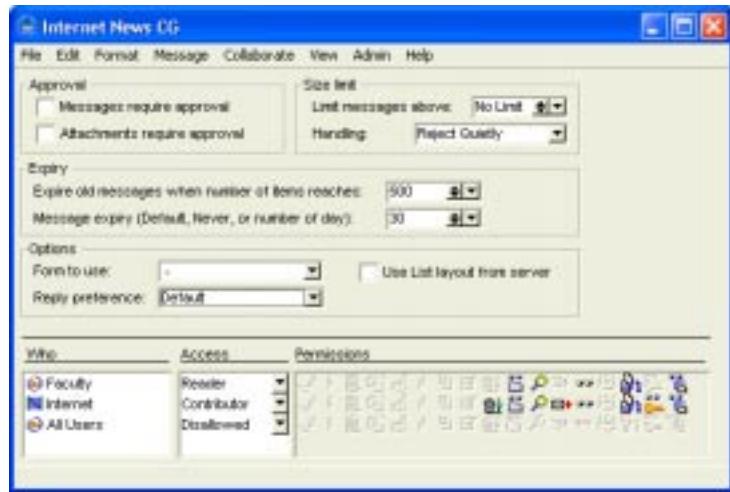 Internet News CG
File Edit Format Message Collaborate View Admin Help
Approval
Messages require approval
Attachments require approval
Size limit
Limit messages above: No Limit
Handling: Reject Quietly
Expiry
Expire old messages when number of items reaches: 500
Message expiry (Default, Never, or number of day): 30
Options
Form to use: -
Use List layout from server
Reply preference: Default
Who Access Permissions
Faculty Reader
Internet Contributor
All Users Disallowed